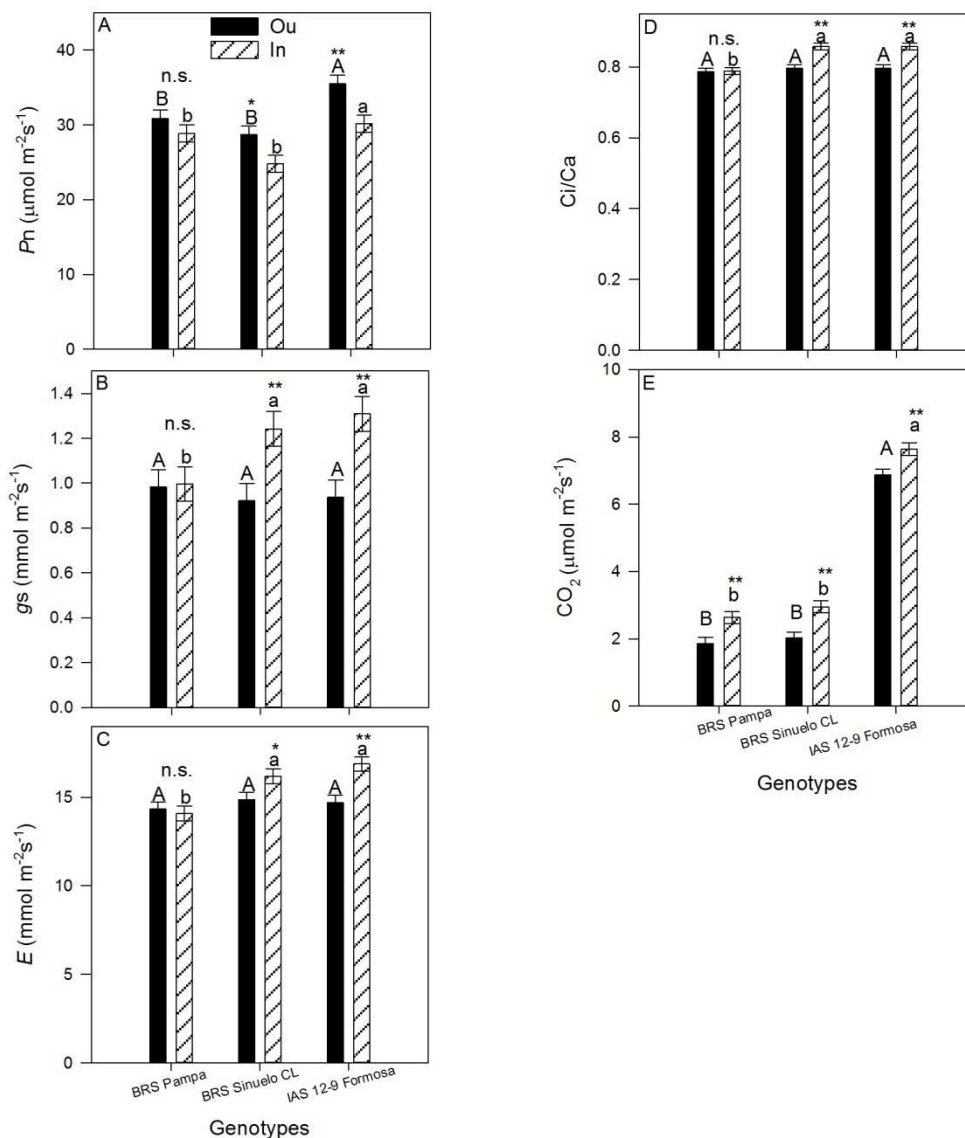 A
Ou
In
40
30
20
10
0
Pn (μmol m⁻²s⁻¹)
B
n.s.
b
*
B
b
**
A
a
B
1.4
1.2
1.0
0.8
0.6
0.4
0.2
0.0
gs (mmol m⁻²s⁻¹)
A
n.s.
b
A
**
a
A
**
a
C
20
15
10
5
0
E (mmol m⁻²s⁻¹)
A
n.s.
b
A
*
a
A
**
a
BRS Pampa
BRS Sinuelo CL
IAS 12-9 Formosa
Genotypes
D
0.8
0.6
0.4
0.2
0.0
Ci/Ca
A
n.s.
b
A
**
a
A
**
a
E
10
8
6
4
2
0
CO₂ (μmol m⁻²s⁻¹)
B
**
b
B
**
b
A
**
a
BRS Pampa
BRS Sinuelo CL
IAS 12-9 Formosa
Genotypes